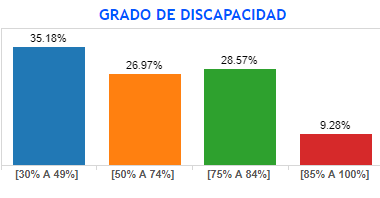 GRADO DE DISCAPACIDAD
35.18%
26.97%
28.57%
9.28%
[30% A 49%] [50% A 74%] [75% A 84%] [85% A 100%]